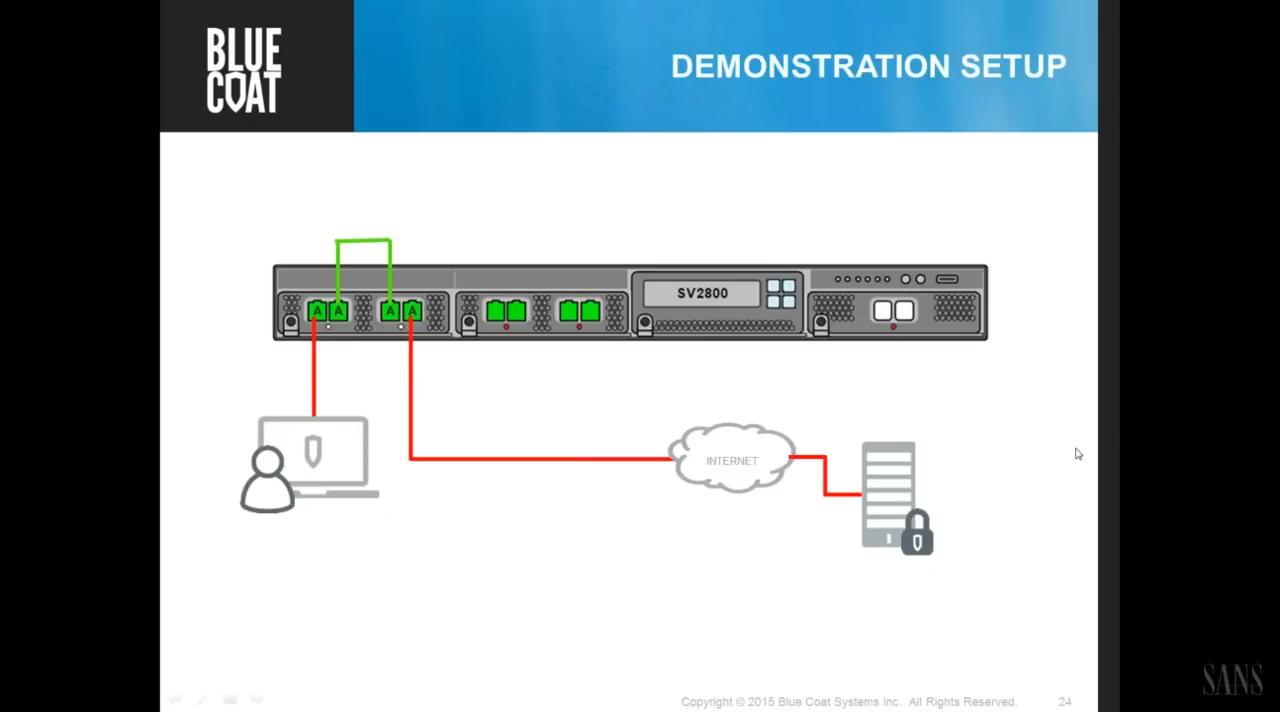 BLUE
COAT
DEMONSTRATION SETUP
A A A A
SV2800
INTERNET
Copyright © 2015 Blue Coat Systems Inc. All Rights Reserved.
24
SANS